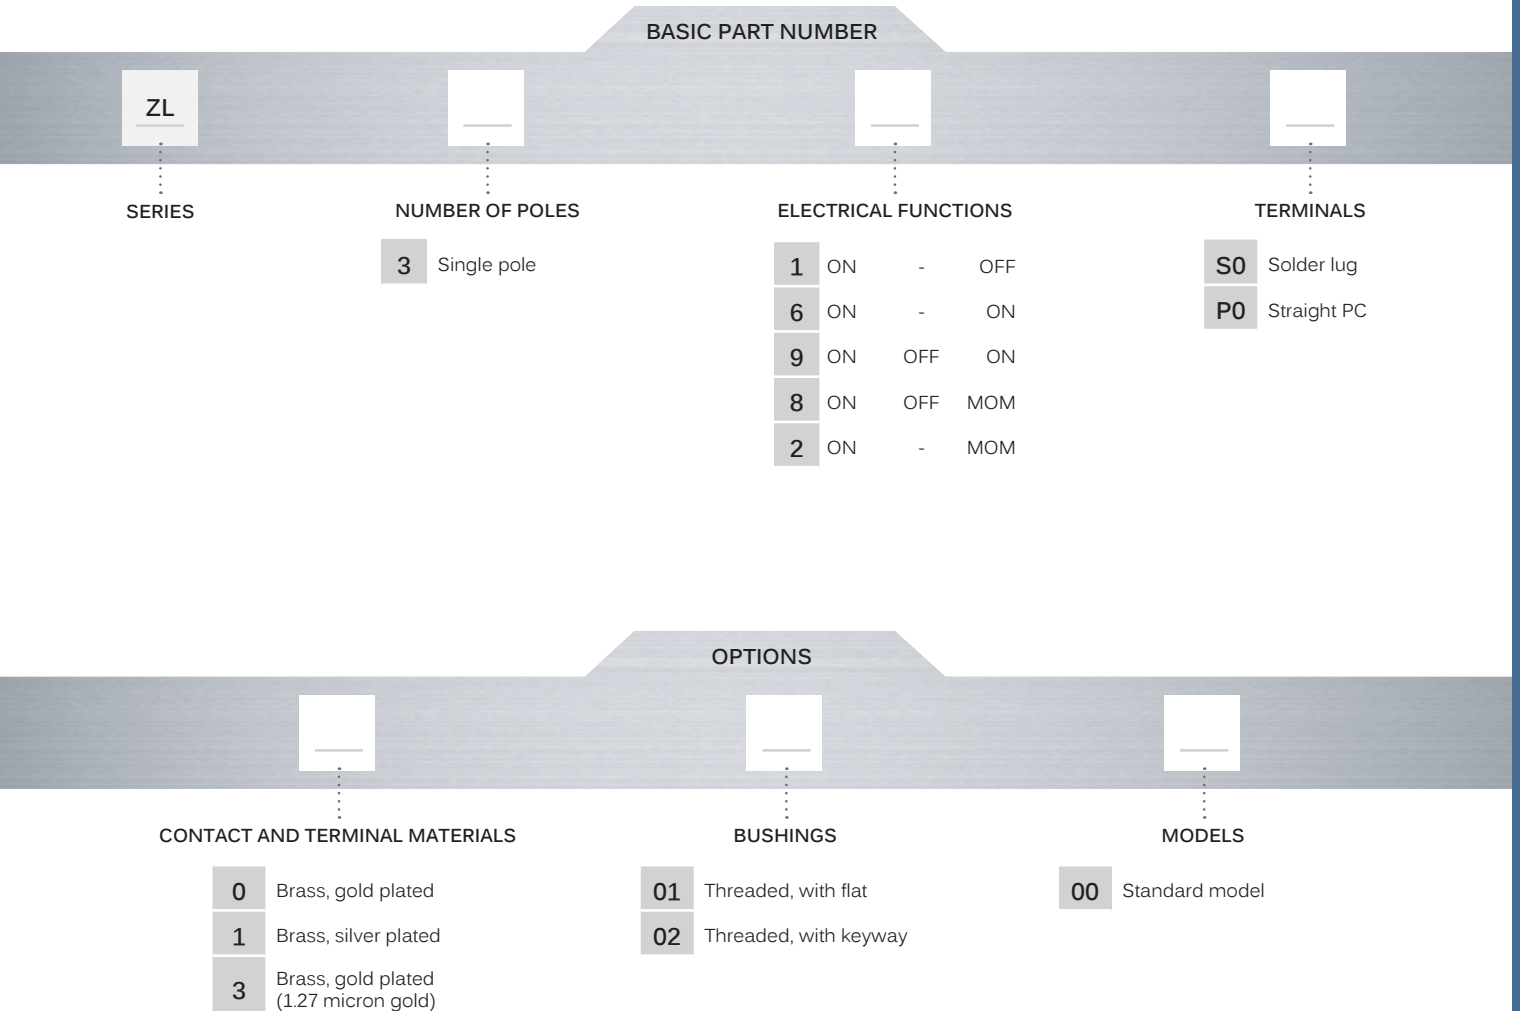 BASIC PART NUMBER
ZL
SERIES
NUMBER OF POLES
3 Single pole
ELECTRICAL FUNCTIONS
1 ON - OFF
6 ON - ON
9 ON OFF ON
8 ON OFF MOM
2 ON - MOM
TERMINALS
S0 Solder lug
P0 Straight PC
OPTIONS
CONTACT AND TERMINAL MATERIALS
0 Brass, gold plated
1 Brass, silver plated
3 Brass, gold plated
(1.27 micron gold)
BUSHINGS
01 Threaded, with flat
02 Threaded, with keyway
MODELS
00 Standard model